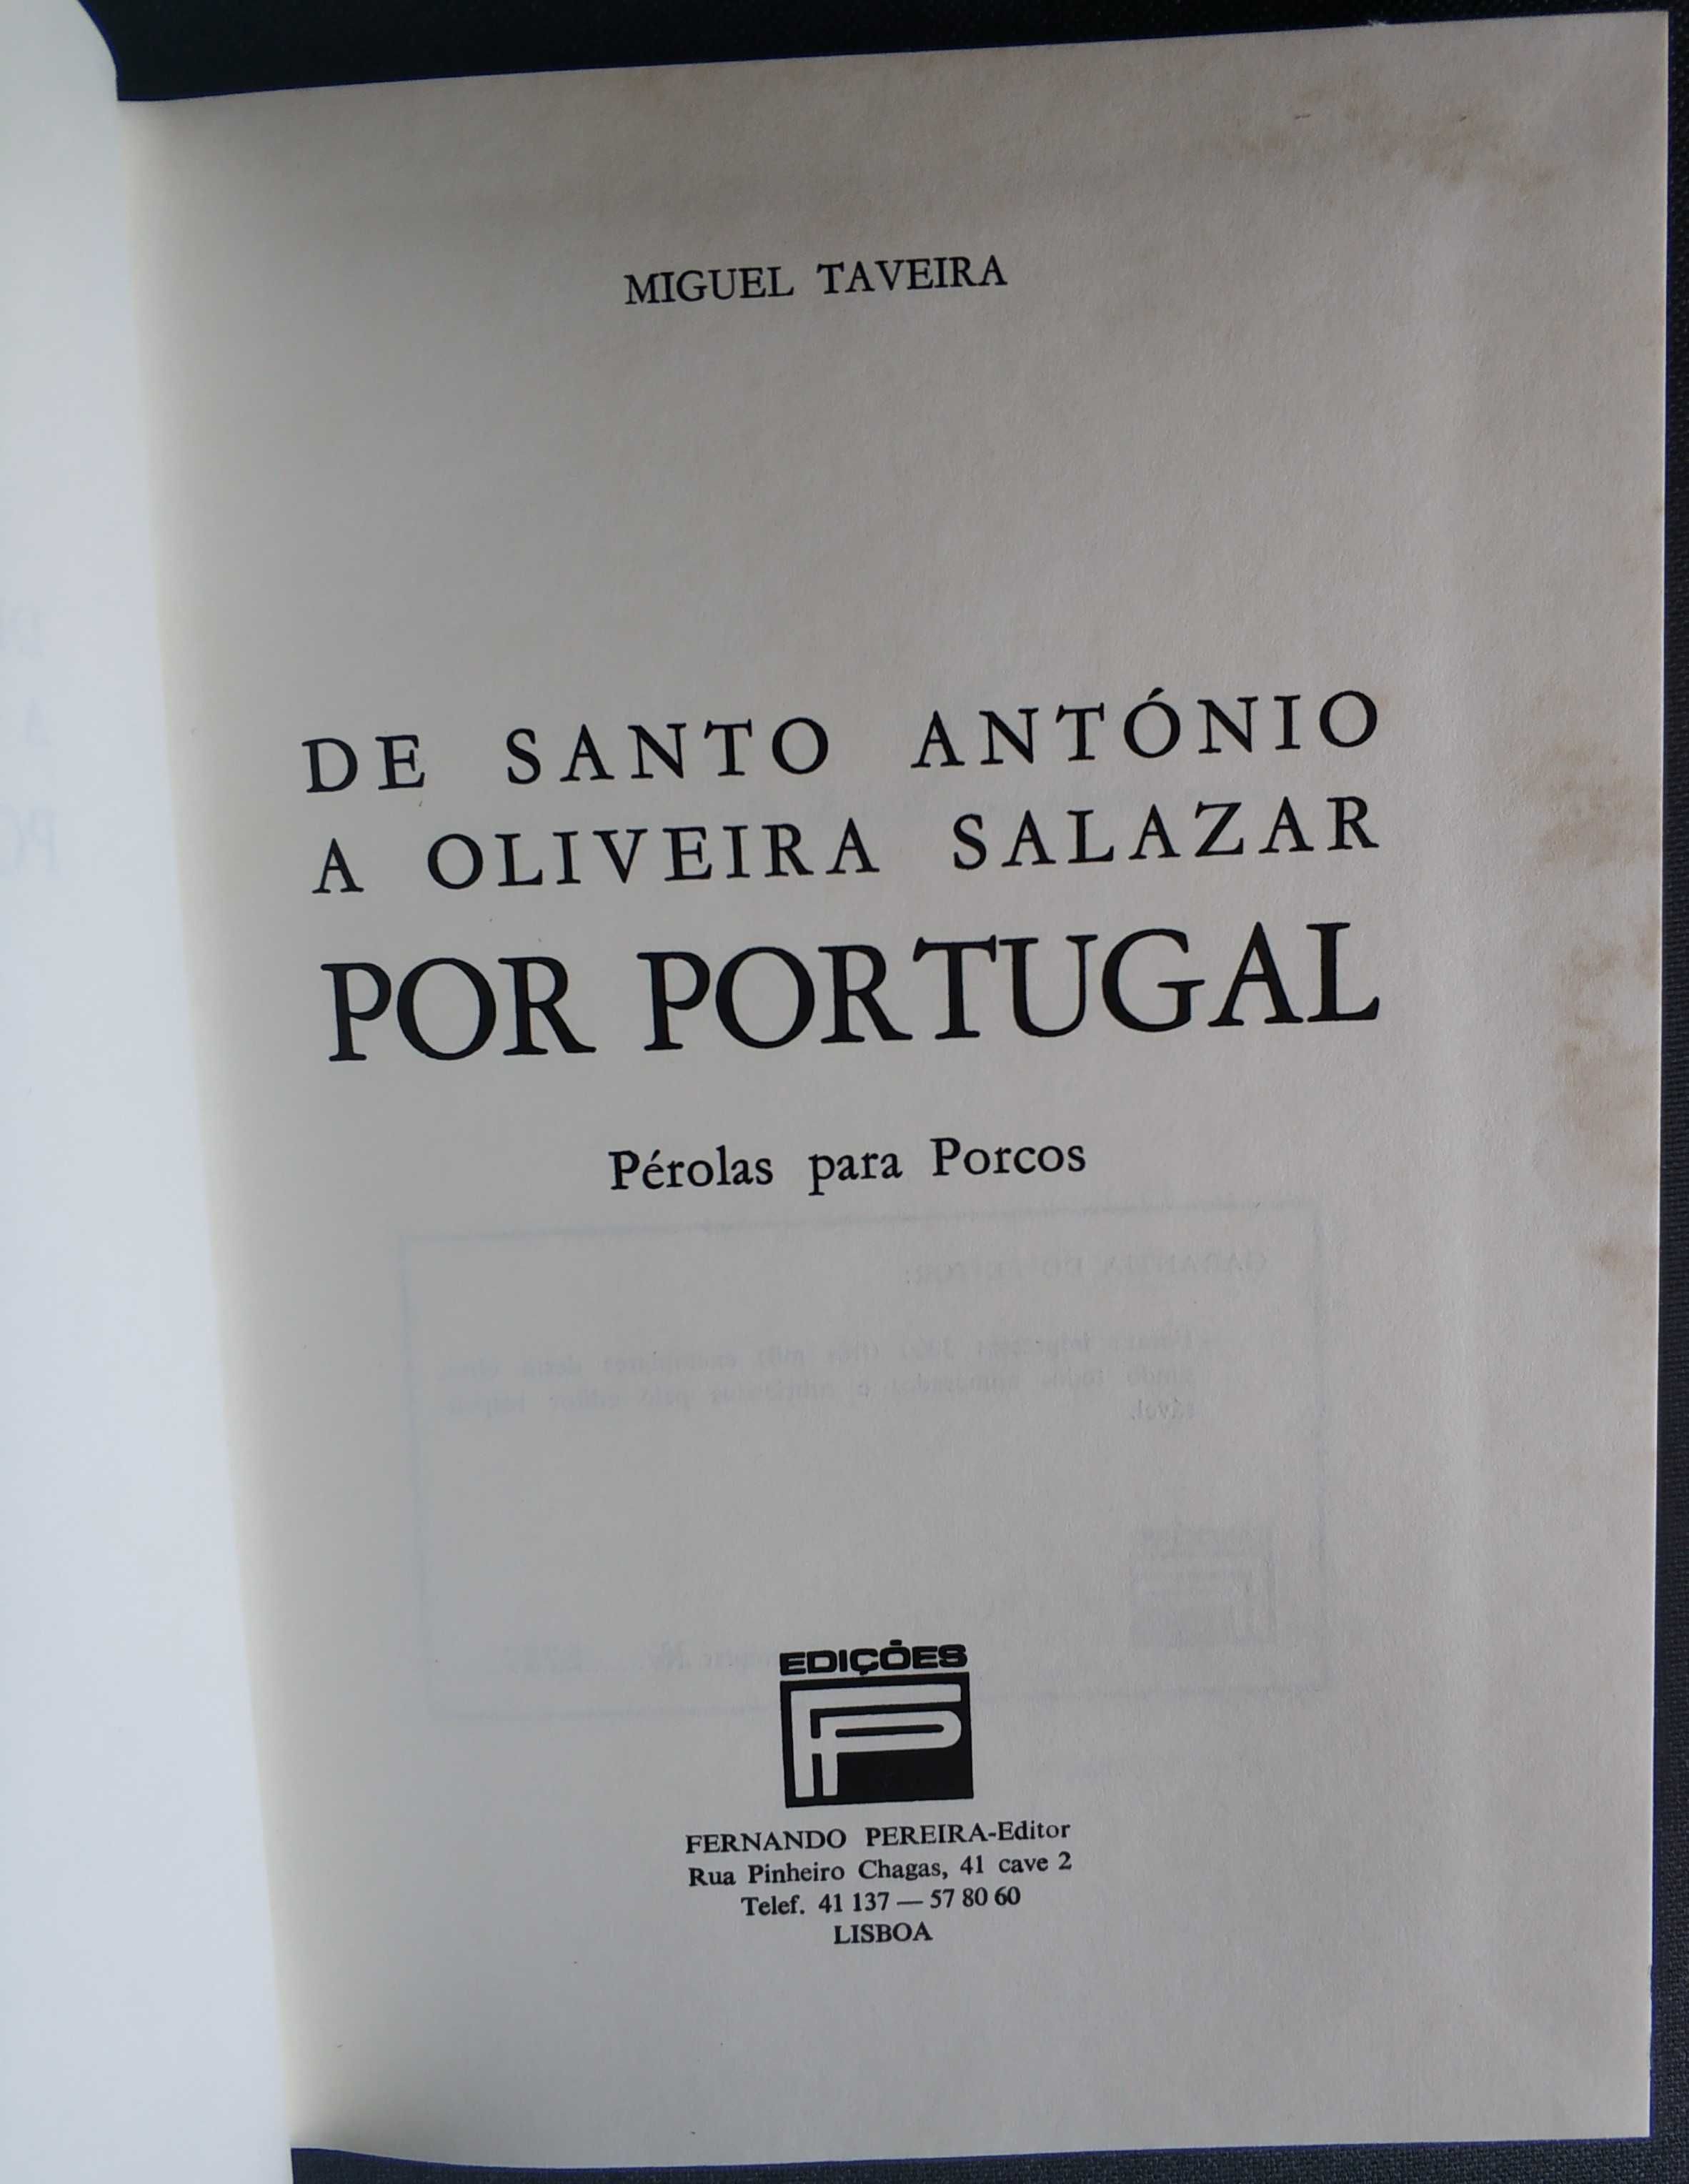 MIGUEL TAVEIRA
DE SANTO ANTÓNIO
A OLIVEIRA SALAZAR
POR PORTUGAL
Pérolas para Porcos
EDIÇÕES
FP
FERNANDO PEREIRA-Editor
Rua Pinheiro Chagas, 41 cave 2
Telef. 41 137 — 57 80 60
LISBOA